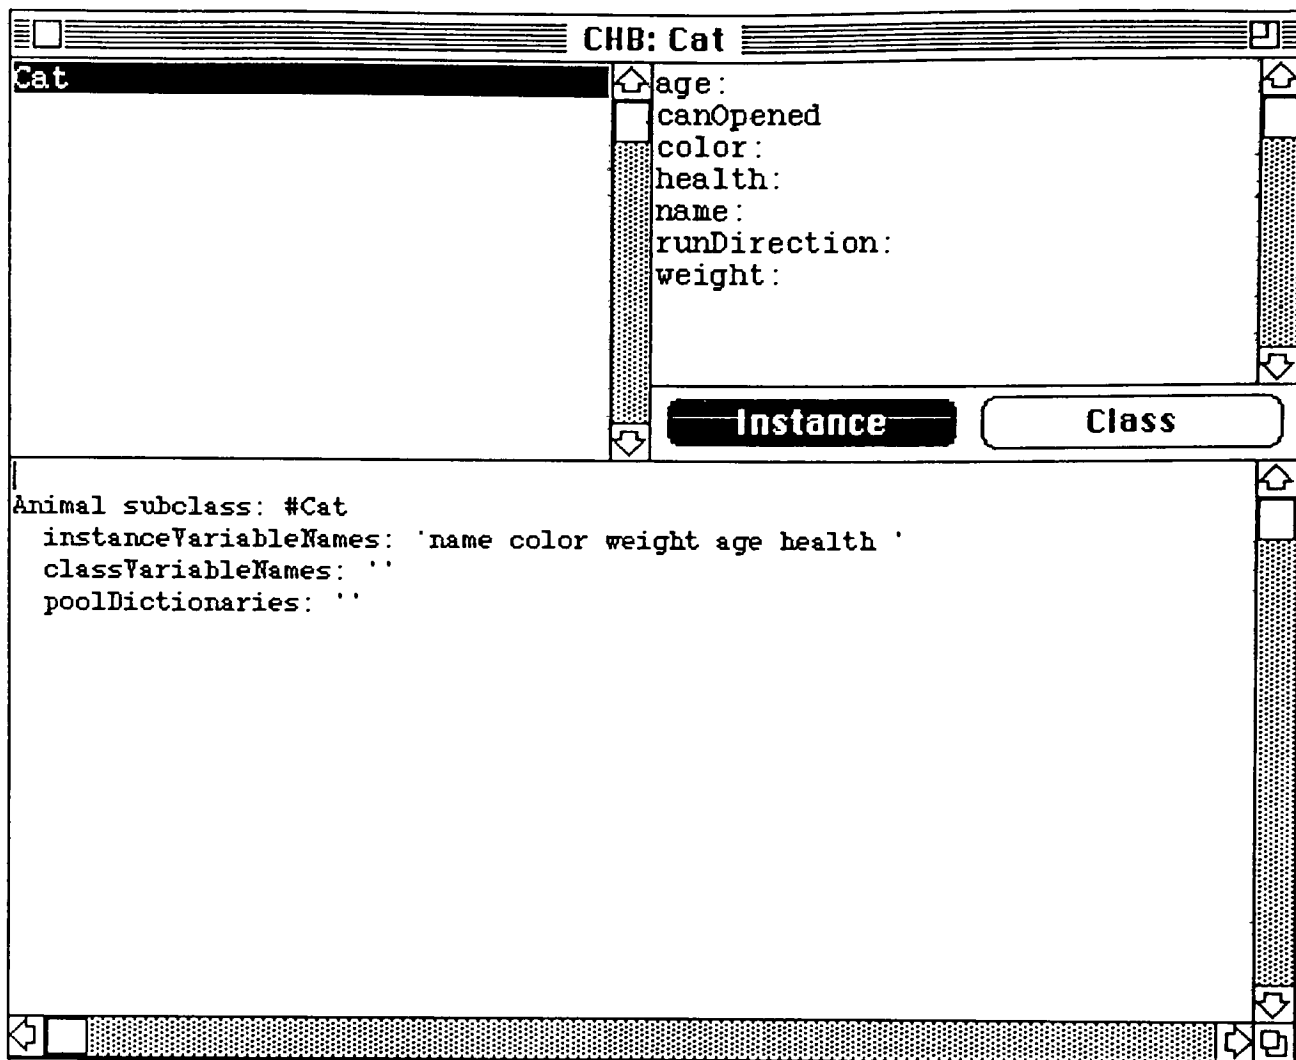 CHB: Cat
Cat
age:
canOpened
color:
health:
name:
runDirection:
weight:
Instance
Class
Animal subclass: #Cat
  instanceVariableNames: 'name color weight age health '
  classVariableNames: ''
  poolDictionaries: ''